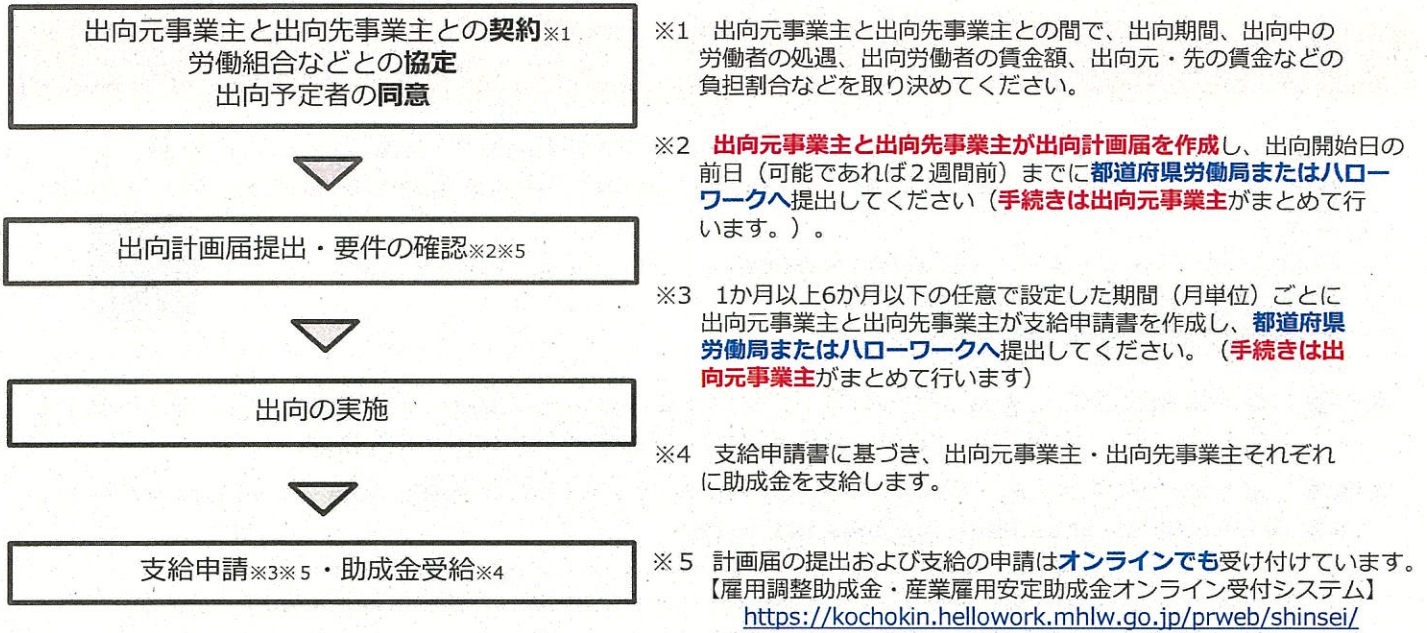 出向元事業主と出向先事業主との契約※1
労働組合などとの協定
出向予定者の同意
出向計画届提出・要件の確認※2※5
出向の実施
支給申請※3※５・助成金受給※4
※1　出向元事業主と出向先事業主との間で、出向期間、出向中の
労働者の処遇、出向労働者の賃金額、出向元・先の賃金などの
負担割合などを取り決めてください。
※2　出向元事業主と出向先事業主が出向計画届を作成し、出向開始日の
前日（可能であれば２週間前）までに都道府県労働局またはハロー
ワークへ提出してください（手続きは出向元事業主がまとめて行
います。）。
※3　1か月以上6か月以下の任意で設定した期間（月単位）ごとに
出向元事業主と出向先事業主が支給申請書を作成し、都道府県
労働局またはハローワークへ提出してください。（手続きは出
向元事業主がまとめて行います）
※4　支給申請書に基づき、出向元事業主・出向先事業主それぞれ
に助成金を支給します。
※５　計画届の提出および支給の申請はオンラインでも受け付けています。
【雇用調整助成金・産業雇用安定助成金オンライン受付システム】
https://kochokin.hellowork.mhlw.go.jp/prweb/shinsei/